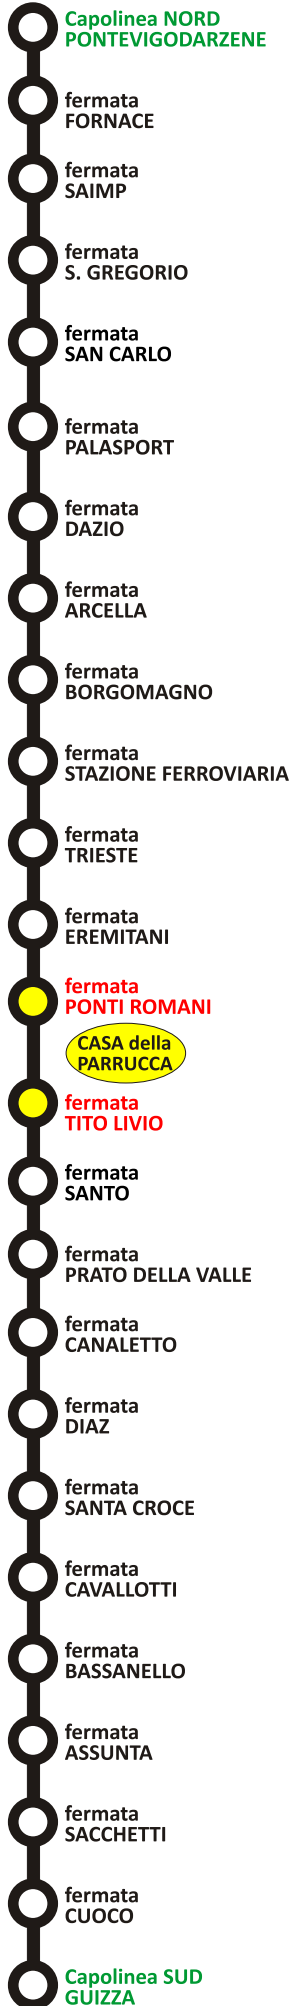 Capolinea NORD
PONTEVIGODARZENE
fermata
FORNACE
fermata
SAIMP
fermata
S. GREGORIO
fermata
SAN CARLO
fermata
PALASPORT
fermata
DAZIO
fermata
ARCELLA
fermata
BORGOMAGNO
fermata
STAZIONE FERROVIARIA
fermata
TRIESTE
fermata
EREMITANI
fermata
PONTI ROMANI
CASA della
PARRUCCA
fermata
TITO LIVIO
fermata
SANTO
fermata
PRATO DELLA VALLE
fermata
CANALETTO
fermata
DIAZ
fermata
SANTA CROCE
fermata
CAVALLOTTI
fermata
BASSANELLO
fermata
ASSUNTA
fermata
SACCHETTI
fermata
CUOCO
Capolinea SUD
GUIZZA